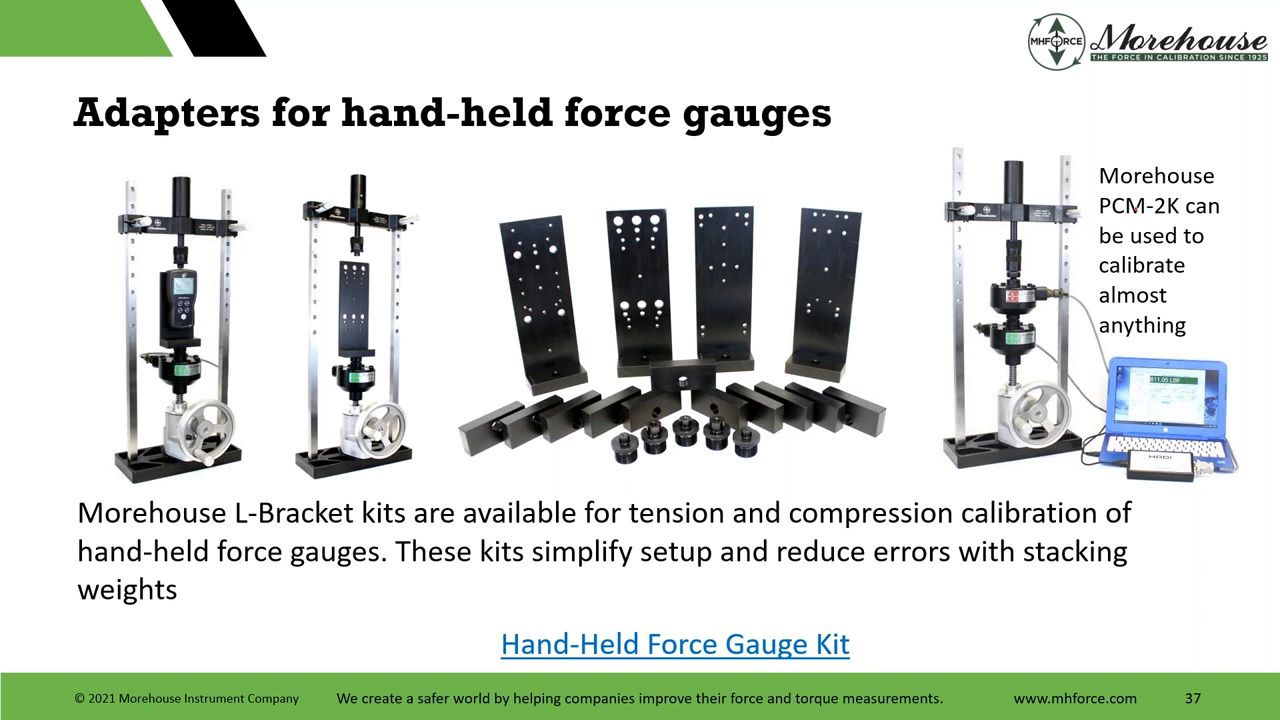 MHFORCE
Morehouse
THE FORCE IN CALIBRATION SINCE 1925
Adapters for hand-held force gauges
Morehouse
PCM-2K can
be used to
calibrate
almost
anything
HADI
Morehouse L-Bracket kits are available for tension and compression calibration of
hand-held force gauges. These kits simplify setup and reduce errors with stacking
weights
Hand-Held Force Gauge Kit
© 2021 Morehouse Instrument Company
We create a safer world by helping companies improve their force and torque measurements.
www.mhforce.com
37